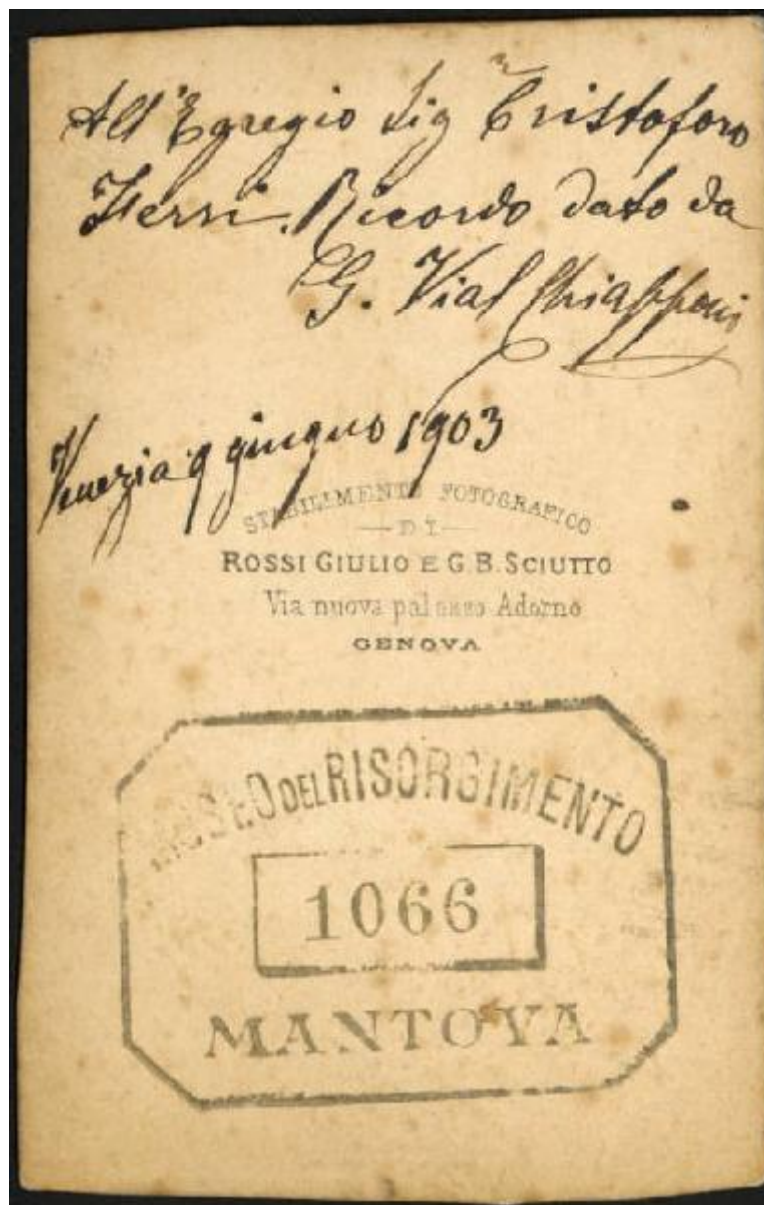 All'Egregio Sig Cristoforo
Ferri. Ricordo dato da
G. Vial Chiapponi
Venezia 9 giugno 1903
STABILIMENTO FOTOGRAFICO
DI
ROSSI GIULIO E G.B. SCIUTTO
Via nuova palazzo Adorno
GENOVA
MUSEO DEL RISORGIMENTO
1066
MANTOVA